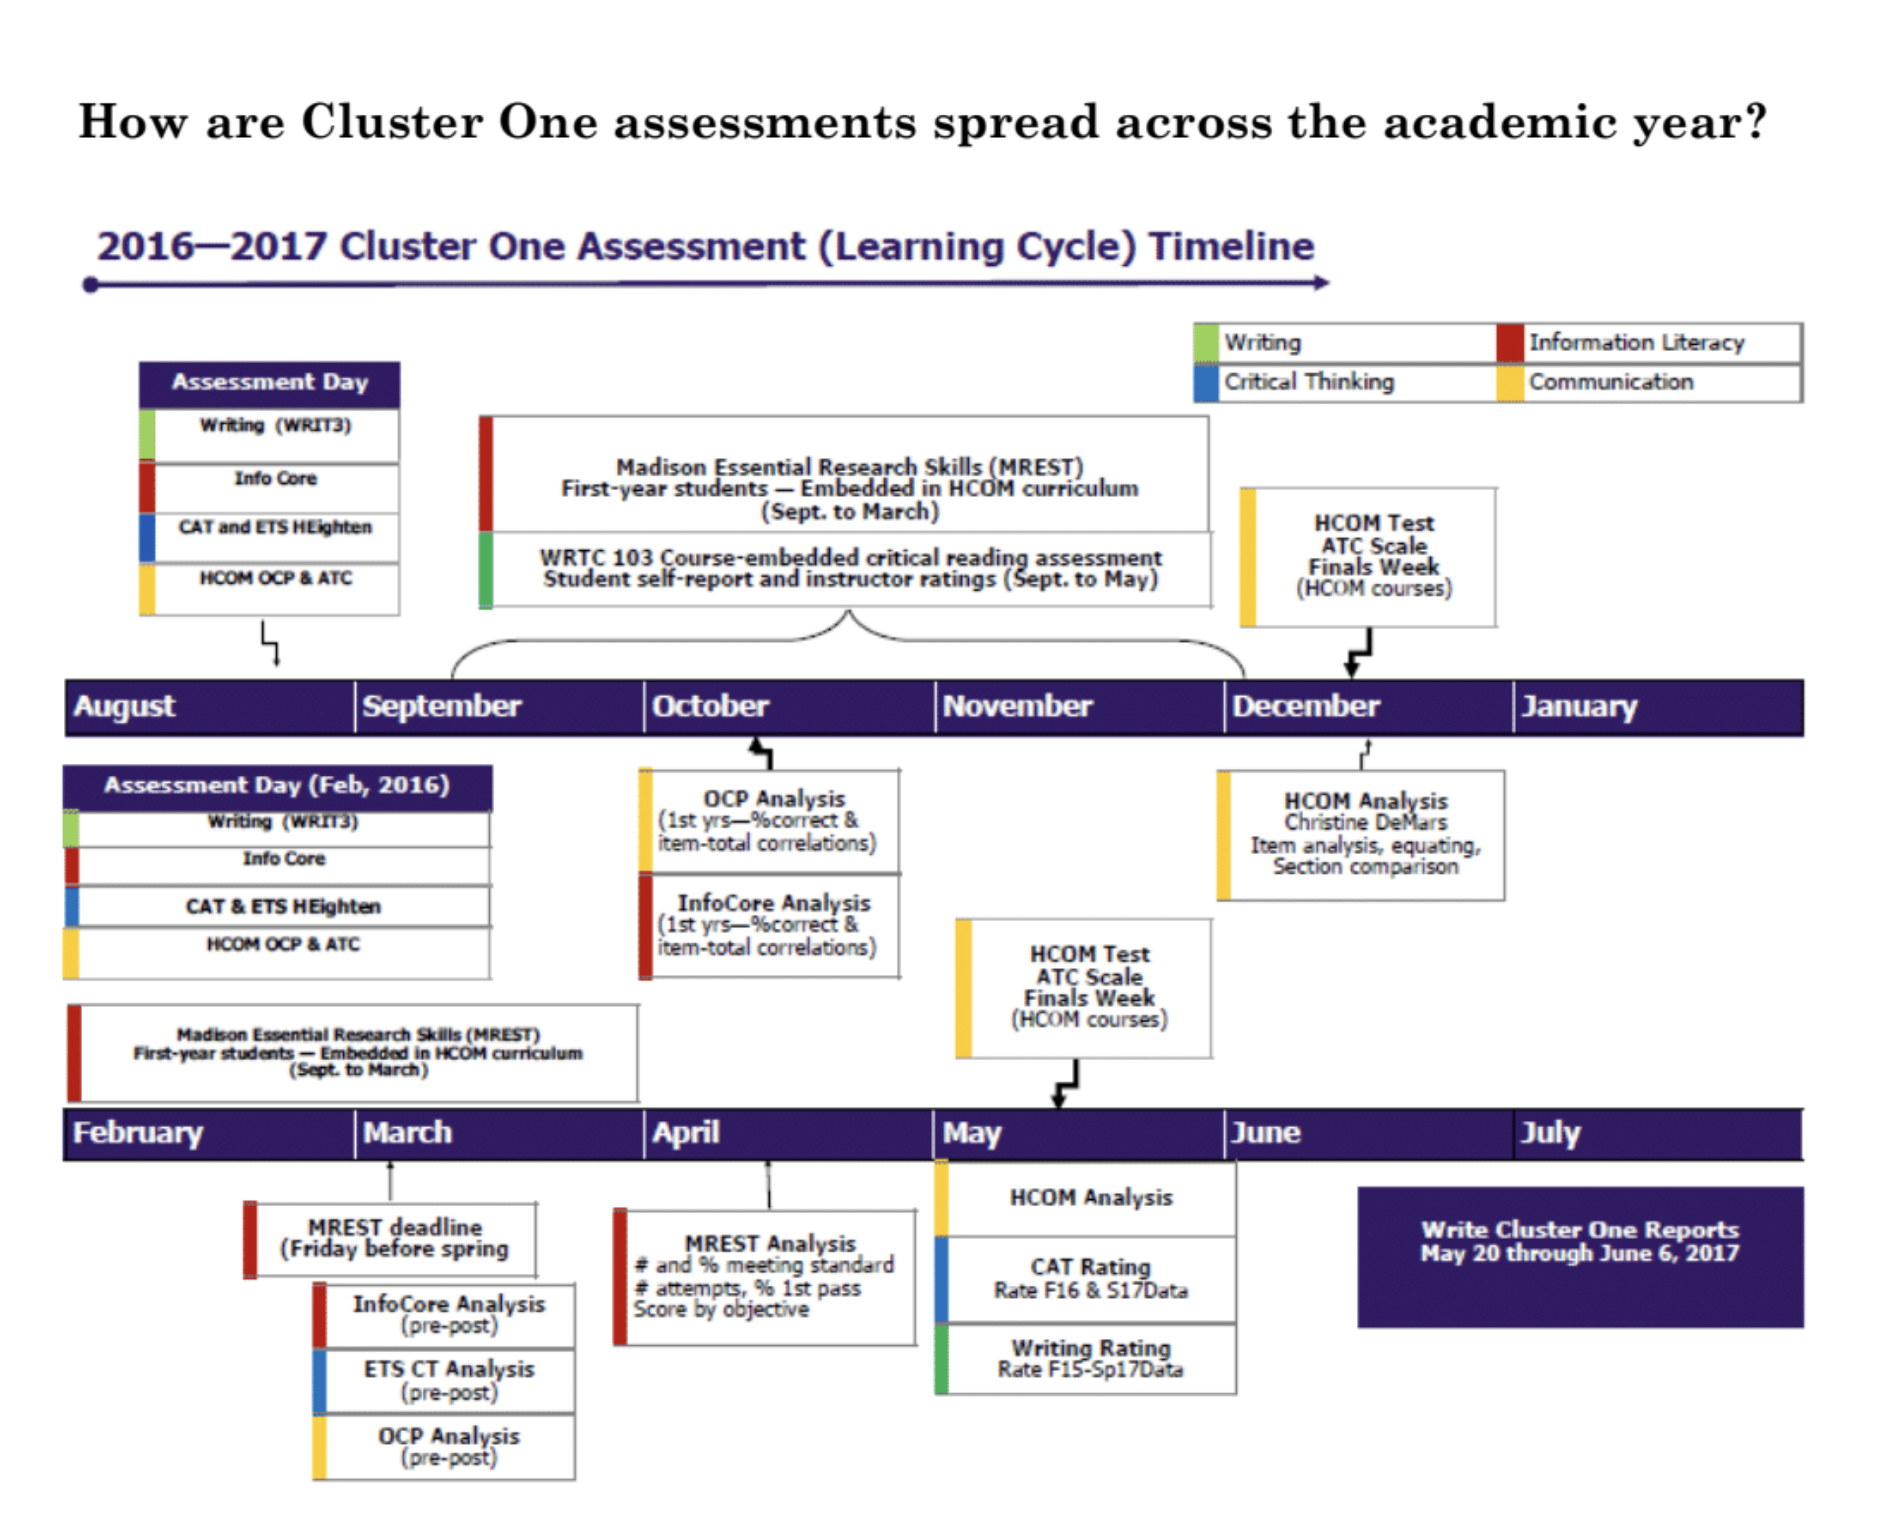 How are Cluster One assessments spread across the academic year?
2016—2017 Cluster One Assessment (Learning Cycle) Timeline
Writing
Information Literacy
Critical Thinking
Communication
Assessment Day
Writing (WRIT3)
Info Core
CAT and ETS HEighten
HCOM OCP & ATC
Madison Essential Research Skills (MREST)
First-year students — Embedded in HCOM curriculum
(Sept. to March)
WRTC 103 Course-embedded critical reading assessment
Student self-report and instructor ratings (Sept. to May)
HCOM Test
ATC Scale
Finals Week
(HCOM courses)
August
September
October
November
December
January
Assessment Day (Feb, 2016)
Writing (WRIT3)
Info Core
CAT & ETS HEighten
HCOM OCP & ATC
OCP Analysis
(1st yrs—%correct &
item-total correlations)
InfoCore Analysis
(1st yrs—%correct &
item-total correlations)
HCOM Analysis
Christine DeMars
Item analysis, equating,
Section comparison
HCOM Test
ATC Scale
Finals Week
(HCOM courses)
Madison Essential Research Skills (MREST)
First-year students — Embedded in HCOM curriculum
(Sept. to March)
February
March
April
May
June
July
MREST deadline
(Friday before spring
InfoCore Analysis
(pre-post)
ETS CT Analysis
(pre-post)
OCP Analysis
(pre-post)
MREST Analysis
# and % meeting standard
# attempts, % 1st pass
Score by objective
HCOM Analysis
CAT Rating
Rate F16 & S17Data
Writing Rating
Rate F15-Sp17Data
Write Cluster One Reports
May 20 through June 6, 2017